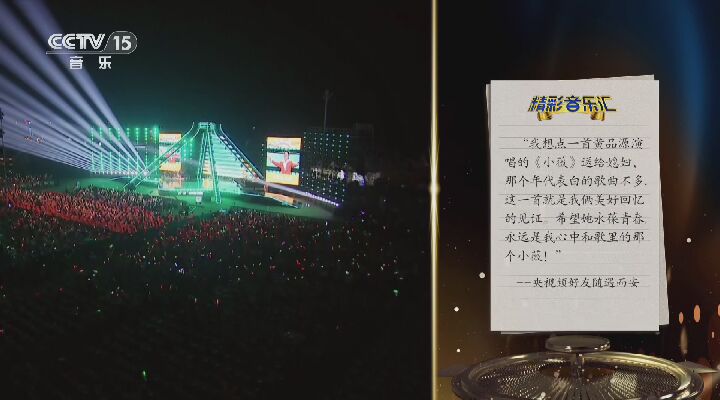 CCTV 15
音乐
精彩音乐汇
“我想点一首黄品源演
唱的《小薇》送给媳妇，
那个年代表白的歌曲不多，
这一首就是我俩美好回忆
的见证。希望她永葆青春，
永远是我心中和歌里的那
个小薇！”
--央视频好友随遇而安